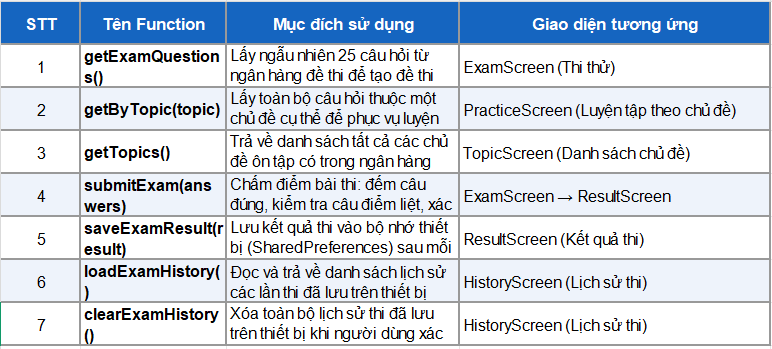 STT Tên Function Mục đích sử dụng Giao diện tương ứng
1 getExamQuestion Lấy ngẫu nhiên 25 câu hỏi từ ExamScreen (Thi thử)
s() ngân hàng đề thi để tạo đề thi
2 getByTopic(topic) Lấy toàn bộ câu hỏi thuộc một PracticeScreen (Luyện tập theo chủ đề)
chủ đề cụ thể để phục vụ luyện
3 getTopics() Trả về danh sách tất cả các chủ TopicScreen (Danh sách chủ đề)
đề ôn tập có trong ngân hàng
4 submitExam(ans Chấm điểm bài thi: đếm câu ExamScreen → ResultScreen
wers) đúng, kiểm tra câu điểm liệt, xác
5 saveExamResult(r Lưu kết quả thi vào bộ nhớ thiết ResultScreen (Kết quả thi)
esult) bị (SharedPreferences) sau mỗi
6 loadExamHistory( Đọc và trả về danh sách lịch sử HistoryScreen (Lịch sử thi)
) các lần thi đã lưu trên thiết bị
7 clearExamHistory Xóa toàn bộ lịch sử thi đã lưu HistoryScreen (Lịch sử thi)
() trên thiết bị khi người dùng xác